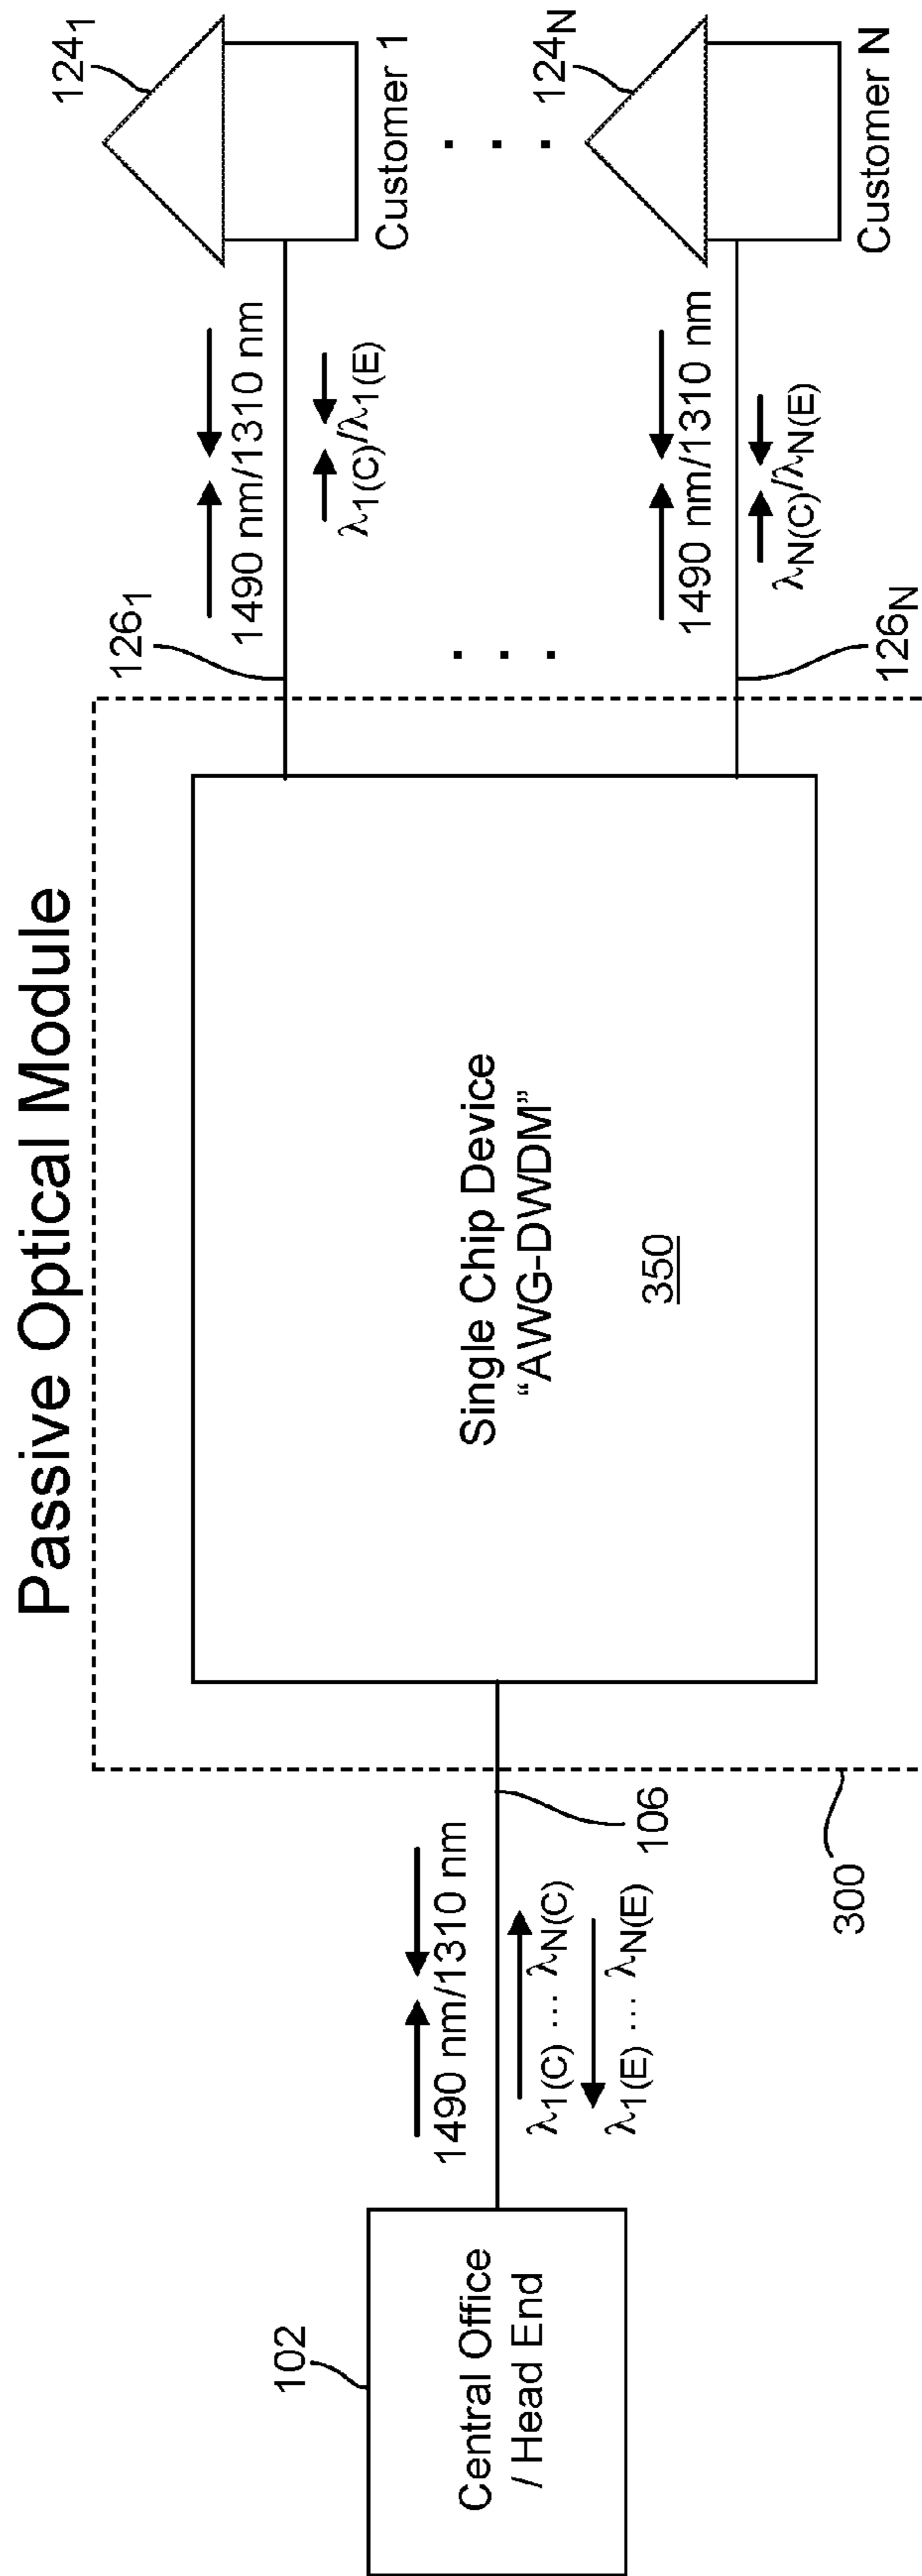 Passive Optical Module
102
Central Office
/ Head End
1490 nm/1310 nm
λ1(C) ... λN(C)
λ1(E) ... λN(E)
106
300
Single Chip Device
“AWG-DWDM”
350
126₁
1490 nm/1310 nm
λ1(C)/λ1(E)
124₁
Customer 1
. . .
. . .
1490 nm/1310 nm
λN(C)/λN(E)
126N
124N
Customer N